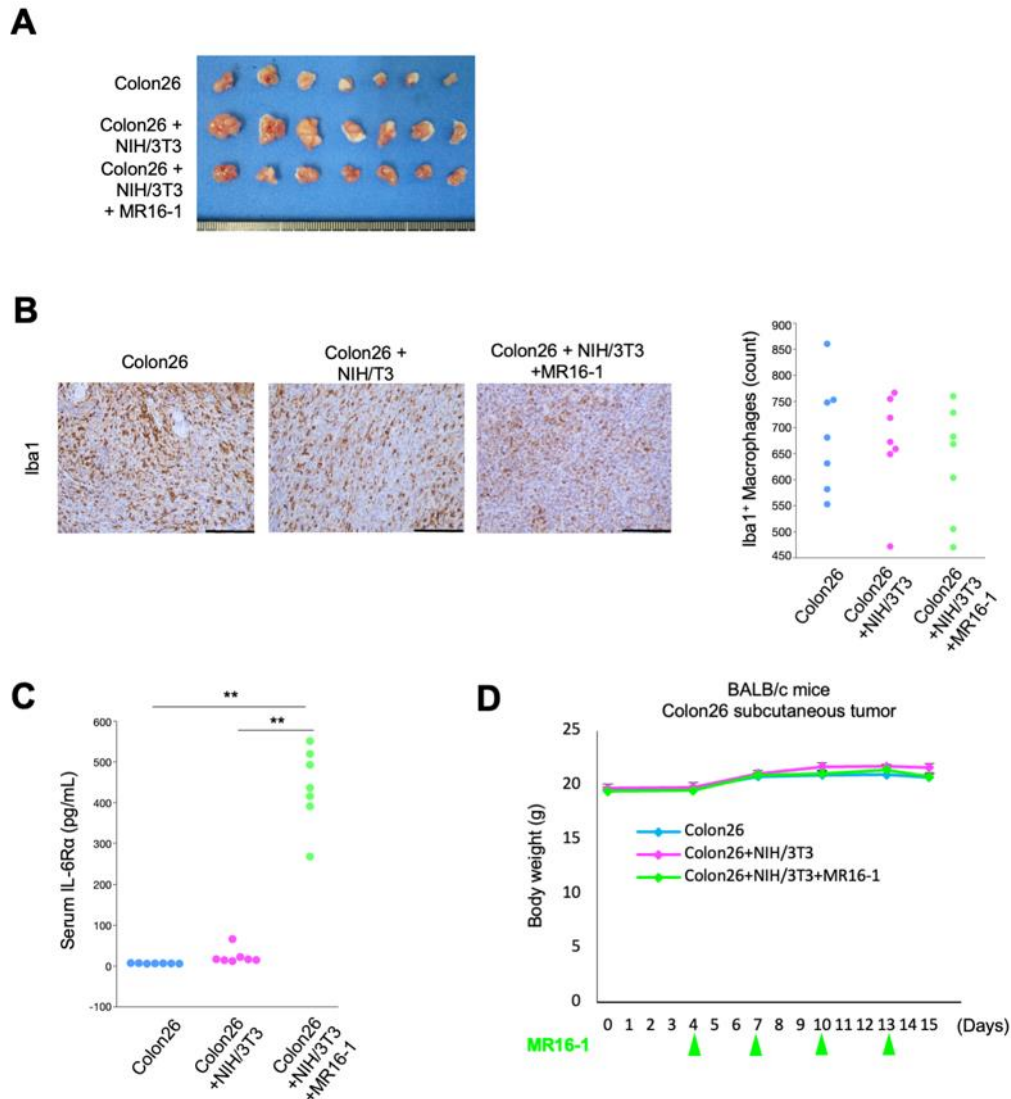 A
Colon26
Colon26 +
NIH/3T3
Colon26 +
NIH/3T3
+ MR16-1
B
Colon26
Colon26 +
NIH/T3
Colon26 + NIH/3T3
+MR16-1
Iba1
Iba1+ Macrophages (count)
900
850
800
750
700
650
600
550
500
450
Colon26
Colon26
+NIH/3T3
Colon26
+NIH/3T3
+MR16-1
C
**
**
Serum IL-6Rα (pg/mL)
600
500
400
300
200
100
0
-100
Colon26
Colon26
+NIH/3T3
Colon26
+NIH/3T3
+MR16-1
D
BALB/c mice
Colon26 subcutaneous tumor
Body weight (g)
25
20
15
10
5
0
Colon26
Colon26+NIH/3T3
Colon26+NIH/3T3+MR16-1
0 1 2 3 4 5 6 7 8 9 10 11 12 13 14 15 (Days)
MR16-1